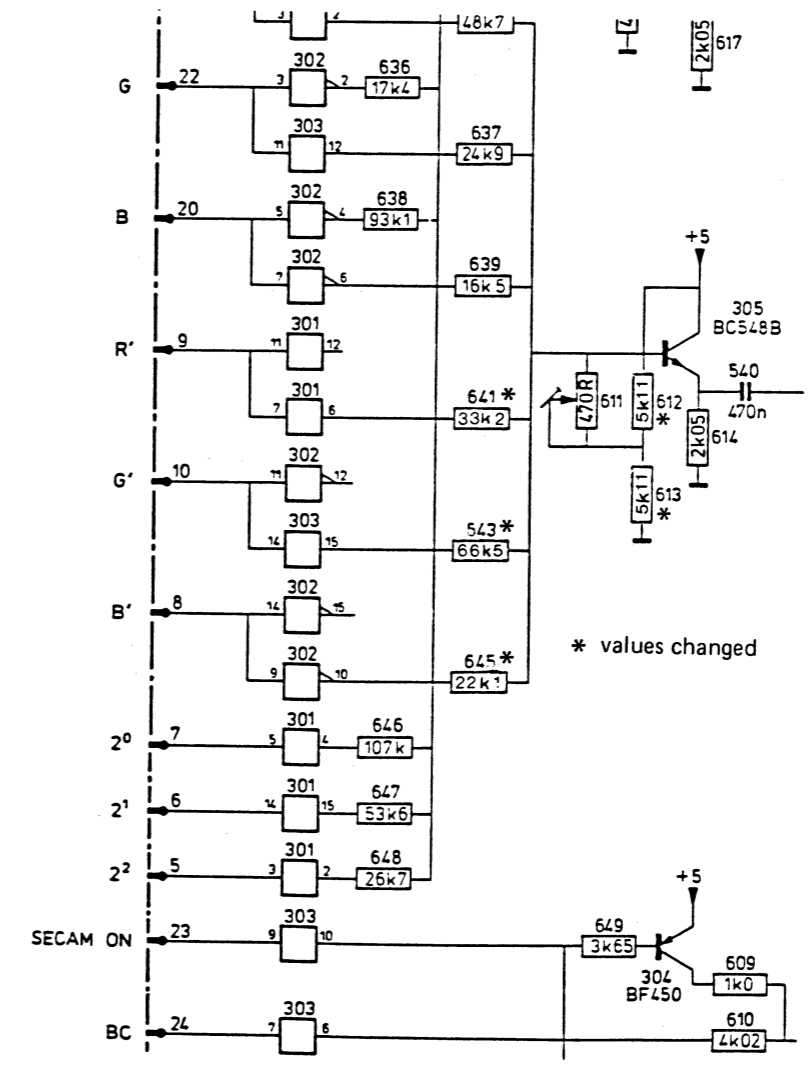 3 2 48k7
4 2k05 617
302
G 22 3 2 636
17k4
303
11 12 637
24k9
302
B 20 5 4 638
93k1
302
7 6 639
16k5
+5
305
BC548B
301
R' 9 11 12
301
7 6 641*
33k2
470R 611
5k11 612
*
540
470n
2k05 614
302
G' 10 11 12
303
14 15 543*
66k5
5k11 613
*
302
B' 8 14 15
302
9 10 645*
22k1
* values changed
301
2⁰ 7 5 4 646
107k
301
2¹ 6 14 15 647
53k6
301
2² 5 3 2 648
26k7
+5
303
SECAM ON 23 9 10 649
3k65
304
BF450
609
1k0
303
BC 24 7 6 610
4k02